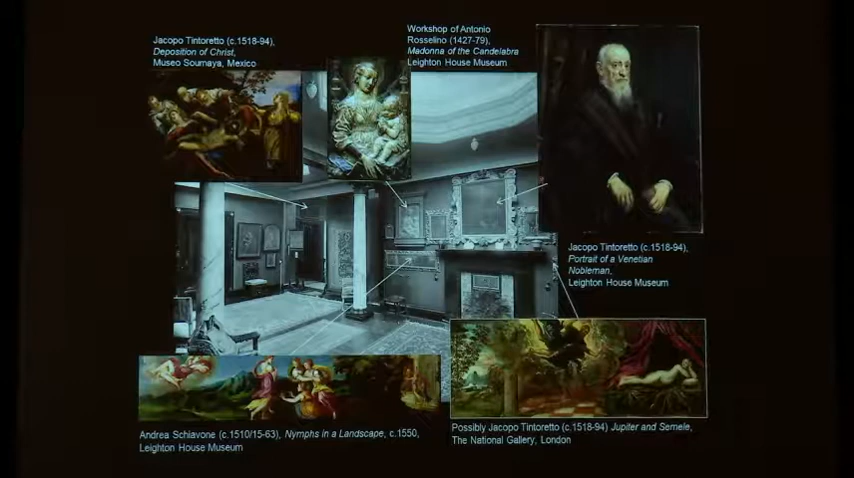 Jacopo Tintoretto (c.1518-94),
Deposition of Christ,
Museo Soumaya, Mexico
Workshop of Antonio
Rosselino (1427-79),
Madonna of the Candelabra
Leighton House Museum
Jacopo Tintoretto (c.1518-94),
Portrait of a Venetian
Nobleman,
Leighton House Museum
Andrea Schiavone (c.1510/15-63), Nymphs in a Landscape, c.1550,
Leighton House Museum
Possibly Jacopo Tintoretto (c.1518-94) Jupiter and Semele,
The National Gallery, London